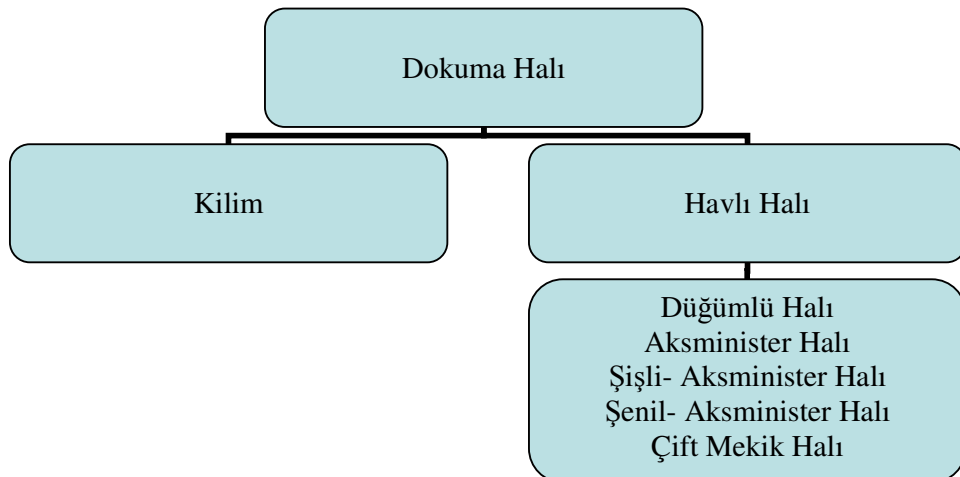 Dokuma Halı
Kilim
Havlı Halı
Düğümlü Halı
Aksminister Halı
Şişli- Aksminister Halı
Şenil- Aksminister Halı
Çift Mekik Halı